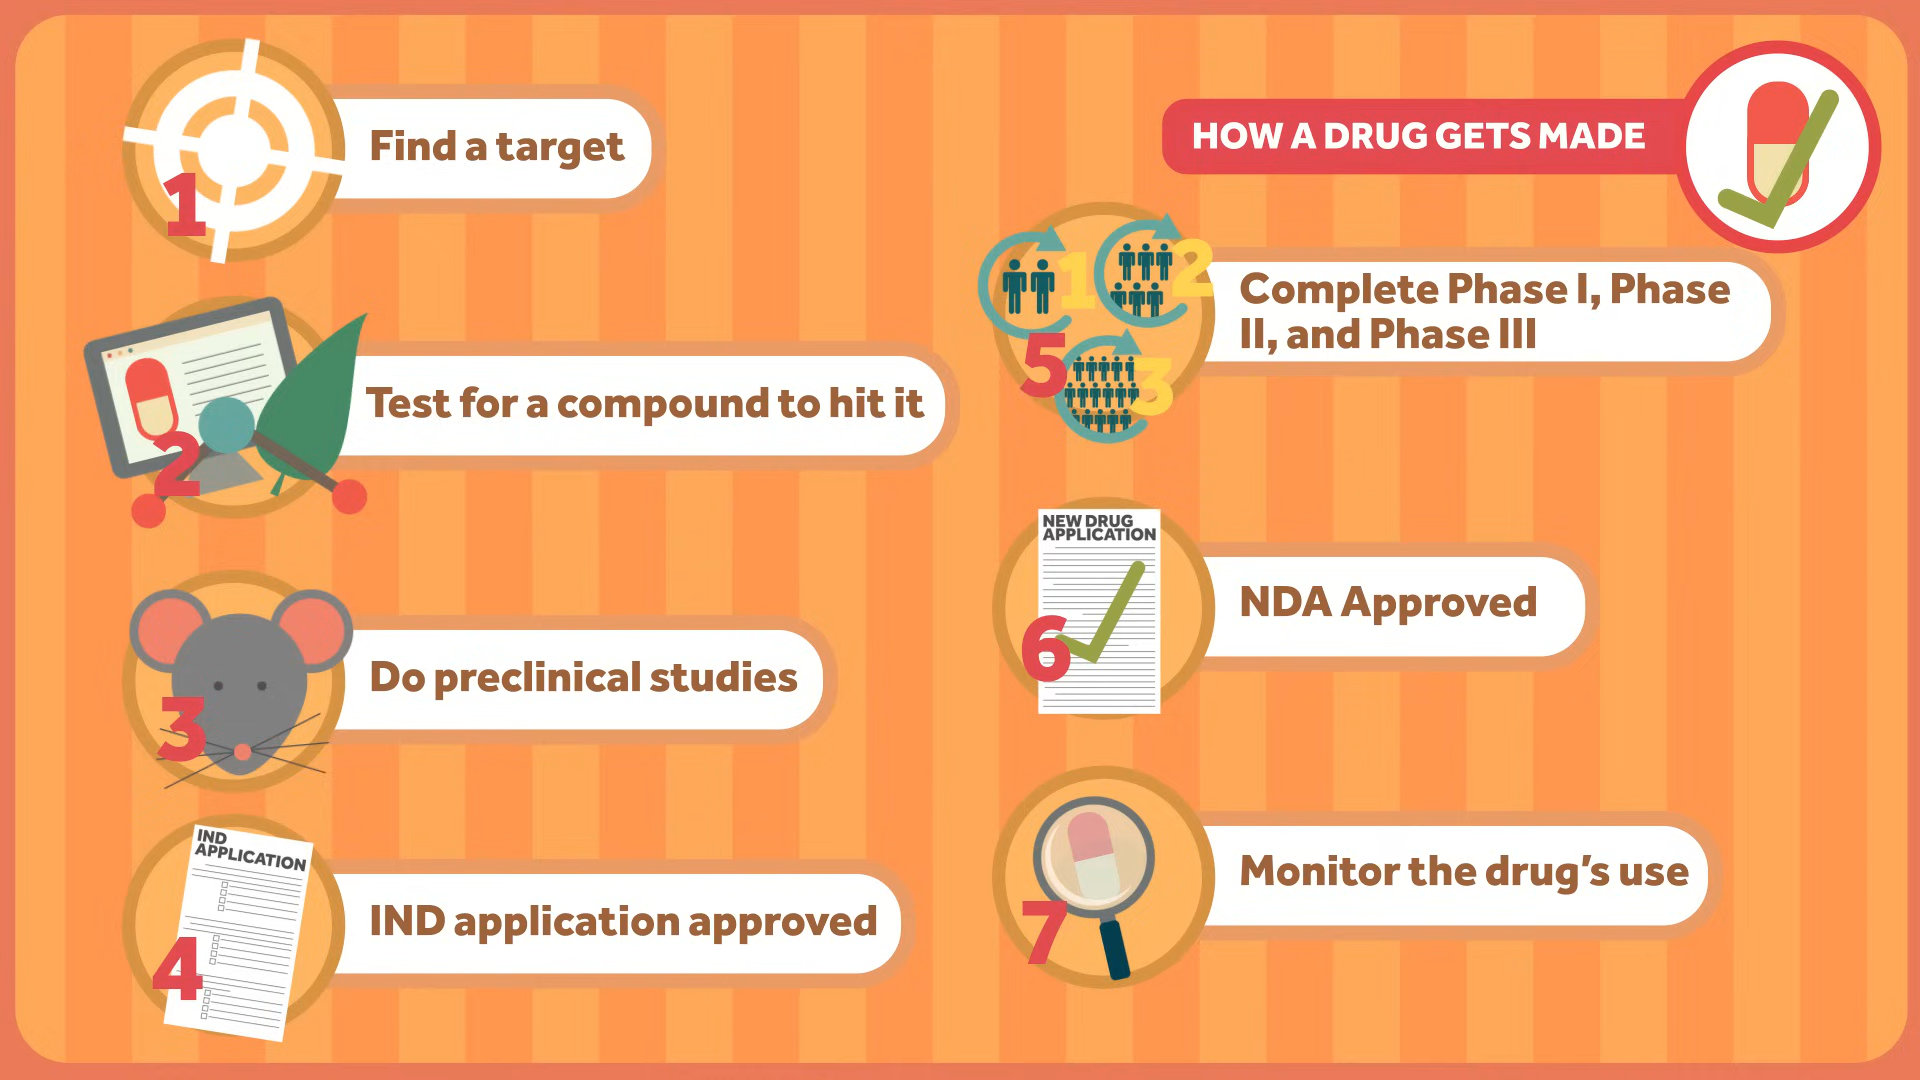 HOW A DRUG GETS MADE
1
Find a target
2
Test for a compound to hit it
3
Do preclinical studies
IND
APPLICATION
4
IND application approved
1
2
3
5
Complete Phase I, Phase
II, and Phase III
NEW DRUG
APPLICATION
6
NDA Approved
7
Monitor the drug's use